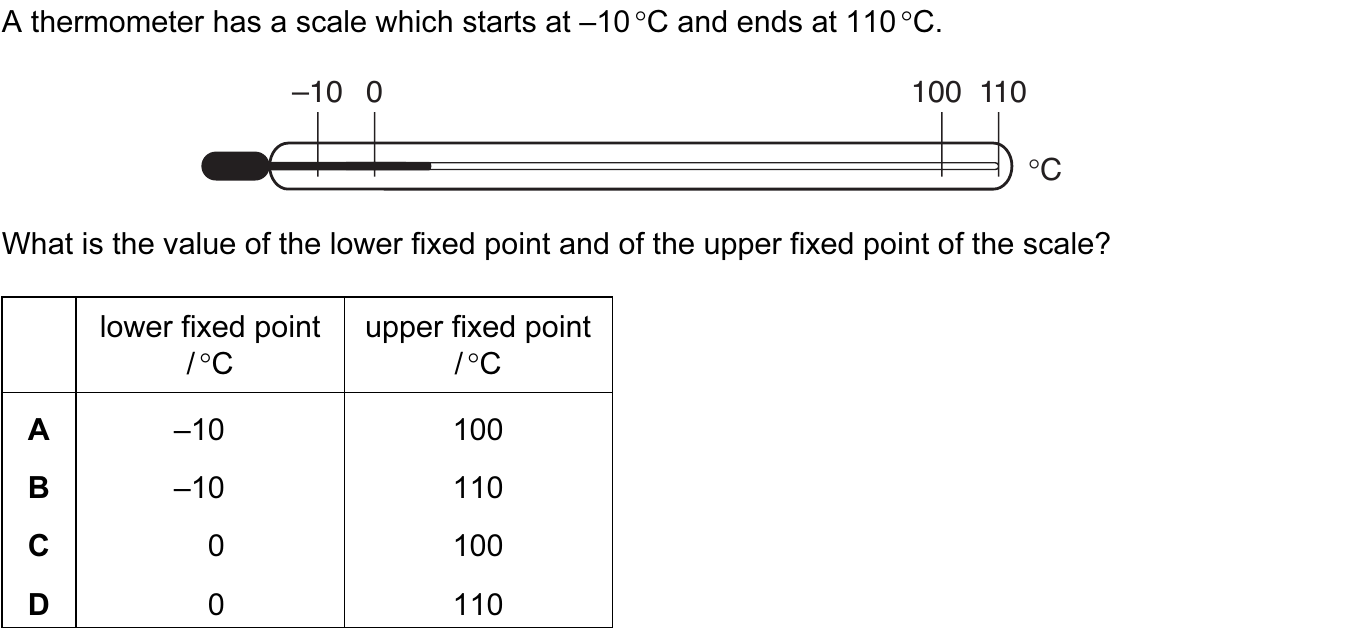 A thermometer has a scale which starts at –10 °C and ends at 110 °C.
–10 0 100 110
°C
What is the value of the lower fixed point and of the upper fixed point of the scale?
lower fixed point upper fixed point
/ °C / °C
A –10 100
B –10 110
C 0 100
D 0 110